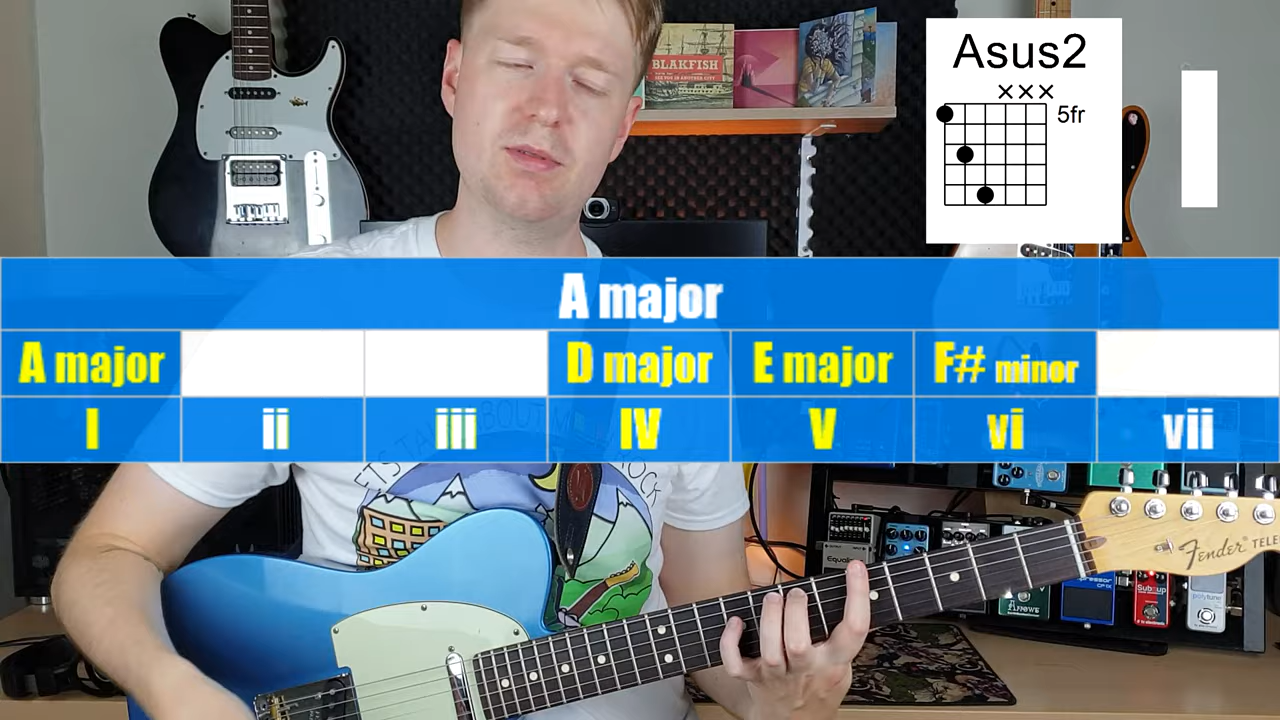 BLAKFISH
Asus2
×××
5fr
I
A major
A major
D major
E major
F# minor
I
ii
iii
IV
V
vi
vii
Fender TELE